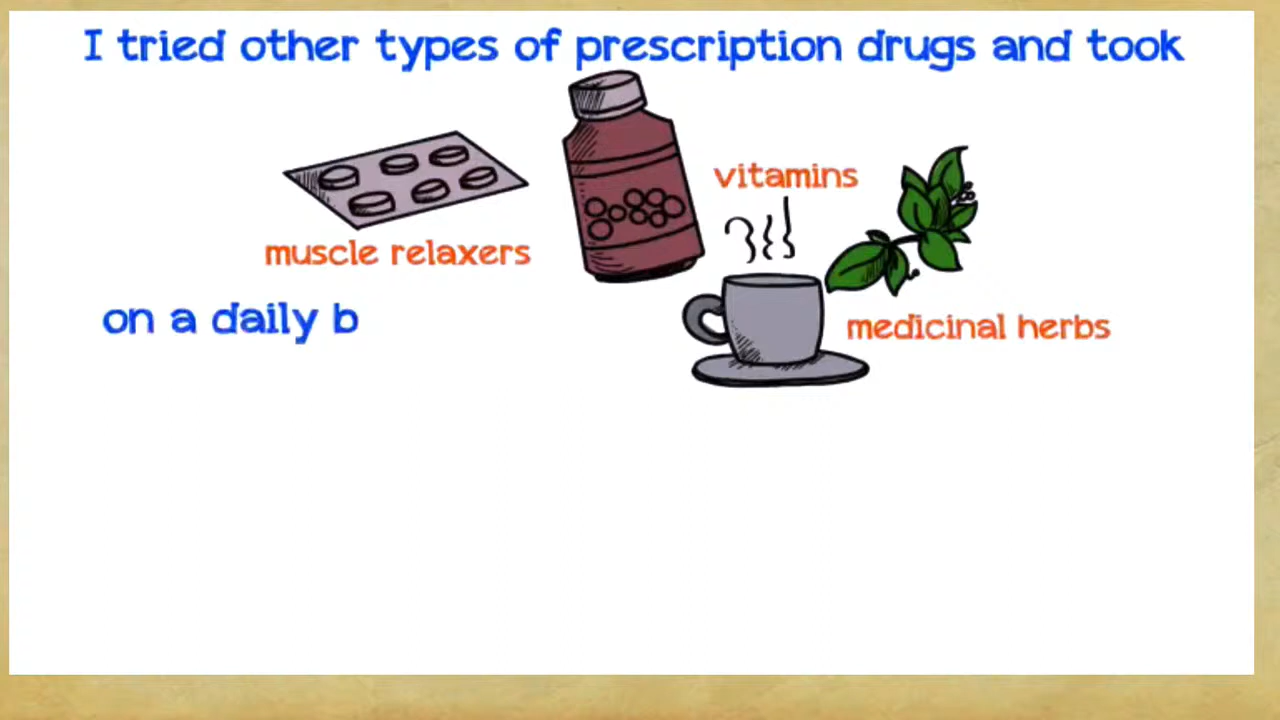 I tried other types of prescription drugs and took
vitamins
muscle relaxers
medicinal herbs
on a daily b